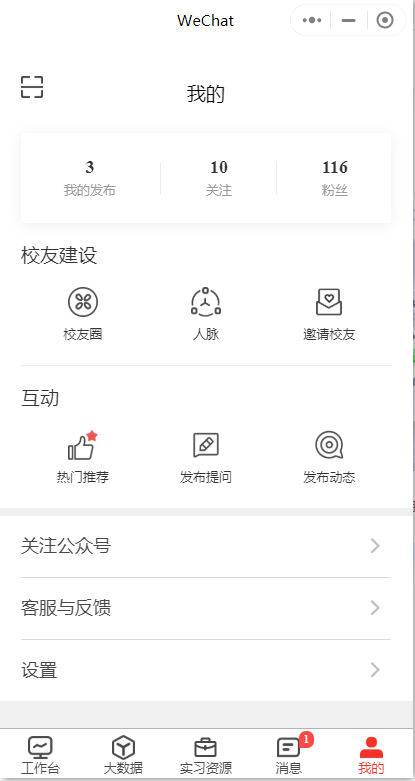 WeChat
我的
3 10 116
我的发布 关注 粉丝
校友建设
校友圈 人脉 邀请校友
互动
热门推荐 发布提问 发布动态
关注公众号
客服与反馈
设置
1
工作台 大数据 实习资源 消息 我的